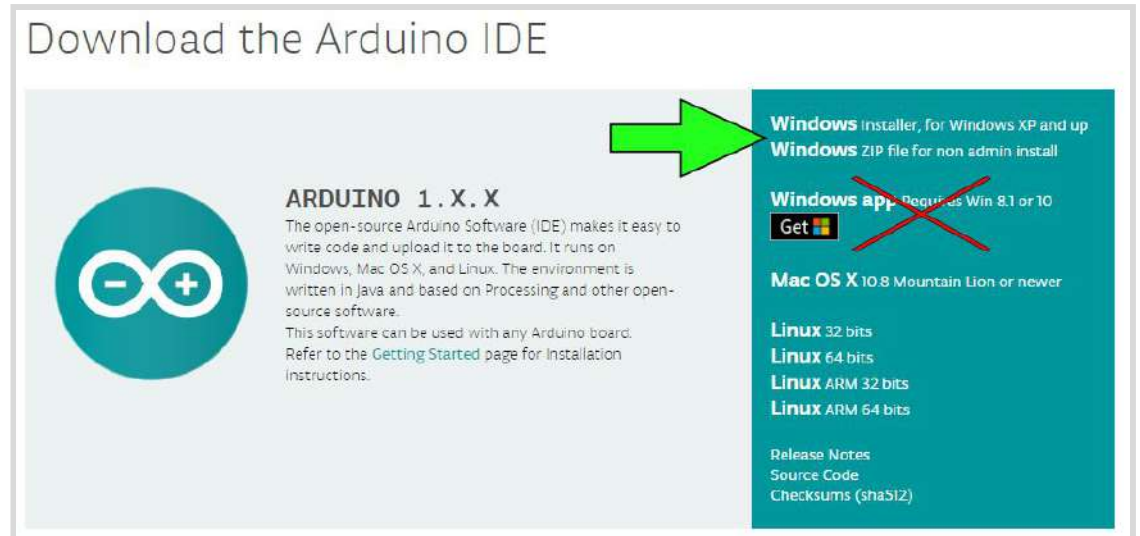 Download the Arduino IDE
ARDUINO 1.X.X
The open-source Arduino Software (IDE) makes it easy to
write code and upload it to the board. It runs on
Windows, Mac OS X, and Linux. The environment is
written in Java and based on Processing and other open-
source software.
This software can be used with any Arduino board.
Refer to the Getting Started page for Installation
instructions.
Windows Installer, for Windows XP and up
Windows ZIP file for non admin install
Windows app Requires Win 8.1 or 10
Get
Mac OS X 10.8 Mountain Lion or newer
Linux 32 bits
Linux 64 bits
Linux ARM 32 bits
Linux ARM 64 bits
Release Notes
Source Code
Checksums (sha512)